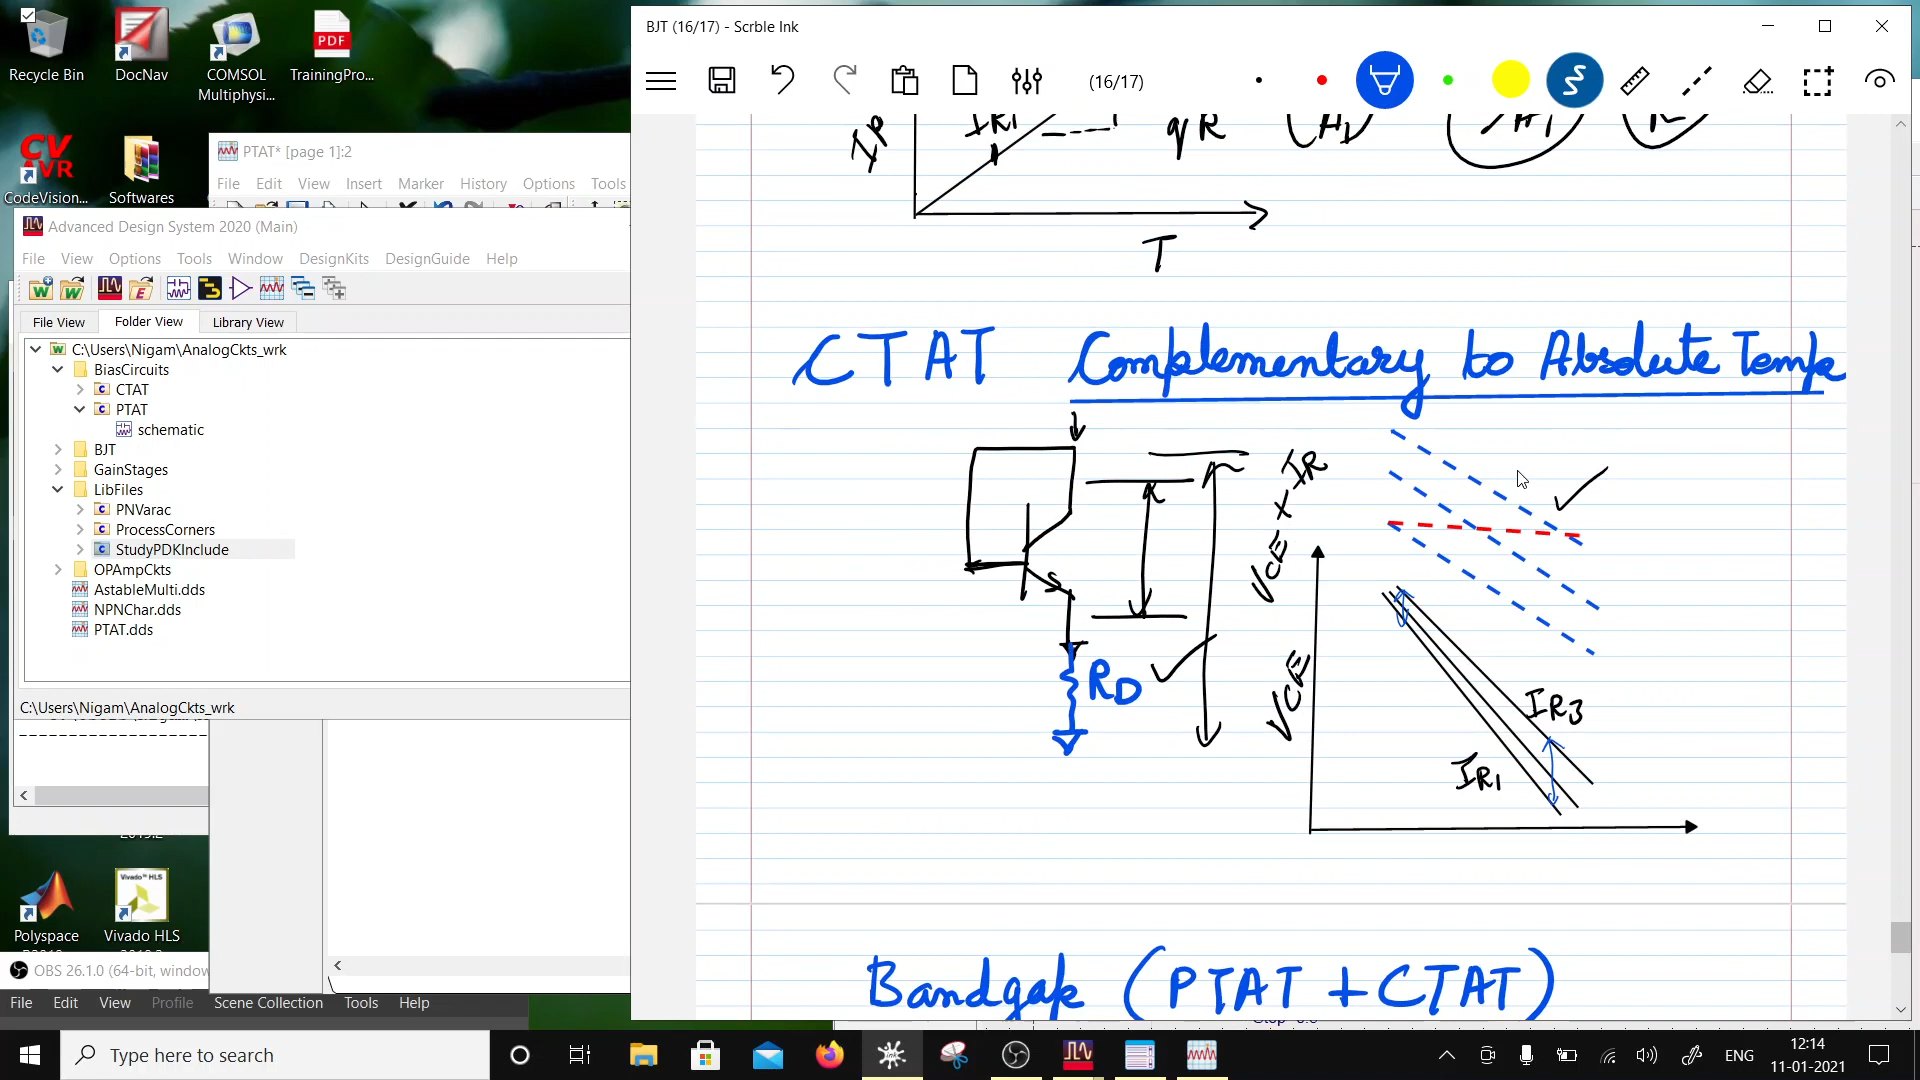 Recycle Bin
DocNav
COMSOL Multiphysi...
TrainingPro...
CodeVision...
Softwares
PTAT* [page 1]:2
File Edit View Insert Marker History Options Tools
Advanced Design System 2020 (Main)
File View Options Tools Window DesignKits DesignGuide Help
File View Folder View Library View
C:\Users\Nigam\AnalogCkts_wrk
BiasCircuits
CTAT
PTAT
schematic
BJT
GainStages
LibFiles
PNVarac
ProcessCorners
StudyPDKInclude
OPAmpCkts
AstableMulti.dds
NPNChar.dds
PTAT.dds
C:\Users\Nigam\AnalogCkts_wrk
Polyspace
Vivado HLS
OBS 26.1.0 (64-bit, window
File Edit View Profile Scene Collection Tools Help
BJT (16/17) - Scrble Ink
(16/17)
IP
IR1
qR
T
CTAT Complementary to Absolute Tempe
VCE x IR
RD
VCE
IR3
IR1
Bandgap (PTAT + CTAT)
Type here to search
ENG
12:14
11-01-2021